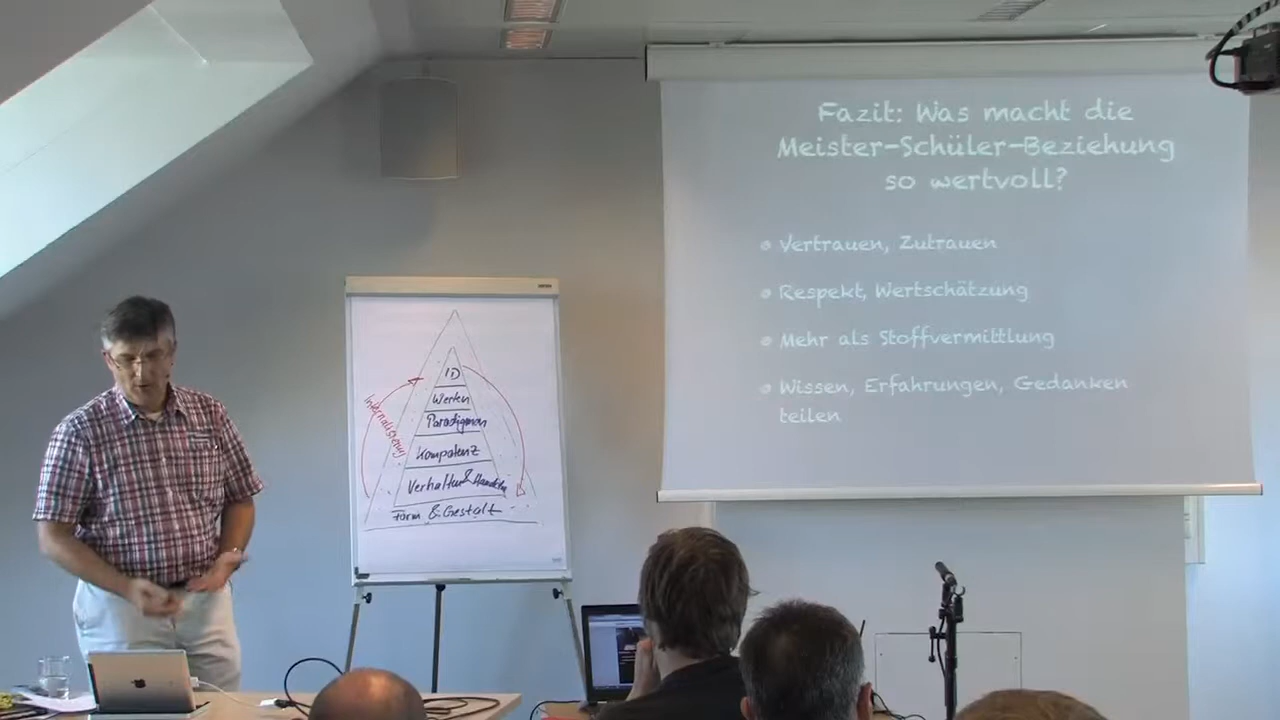 Fazit: Was macht die
Meister-Schüler-Beziehung
so wertvoll?
Vertrauen, Zutrauen
Respekt, Wertschätzung
Mehr als Stoffvermittlung
Wissen, Erfahrungen, Gedanken
teilen
ID
Werten
Paradigmen
Kompetenz
Verhalten & Handeln
Form & Gestalt
Internalisierung